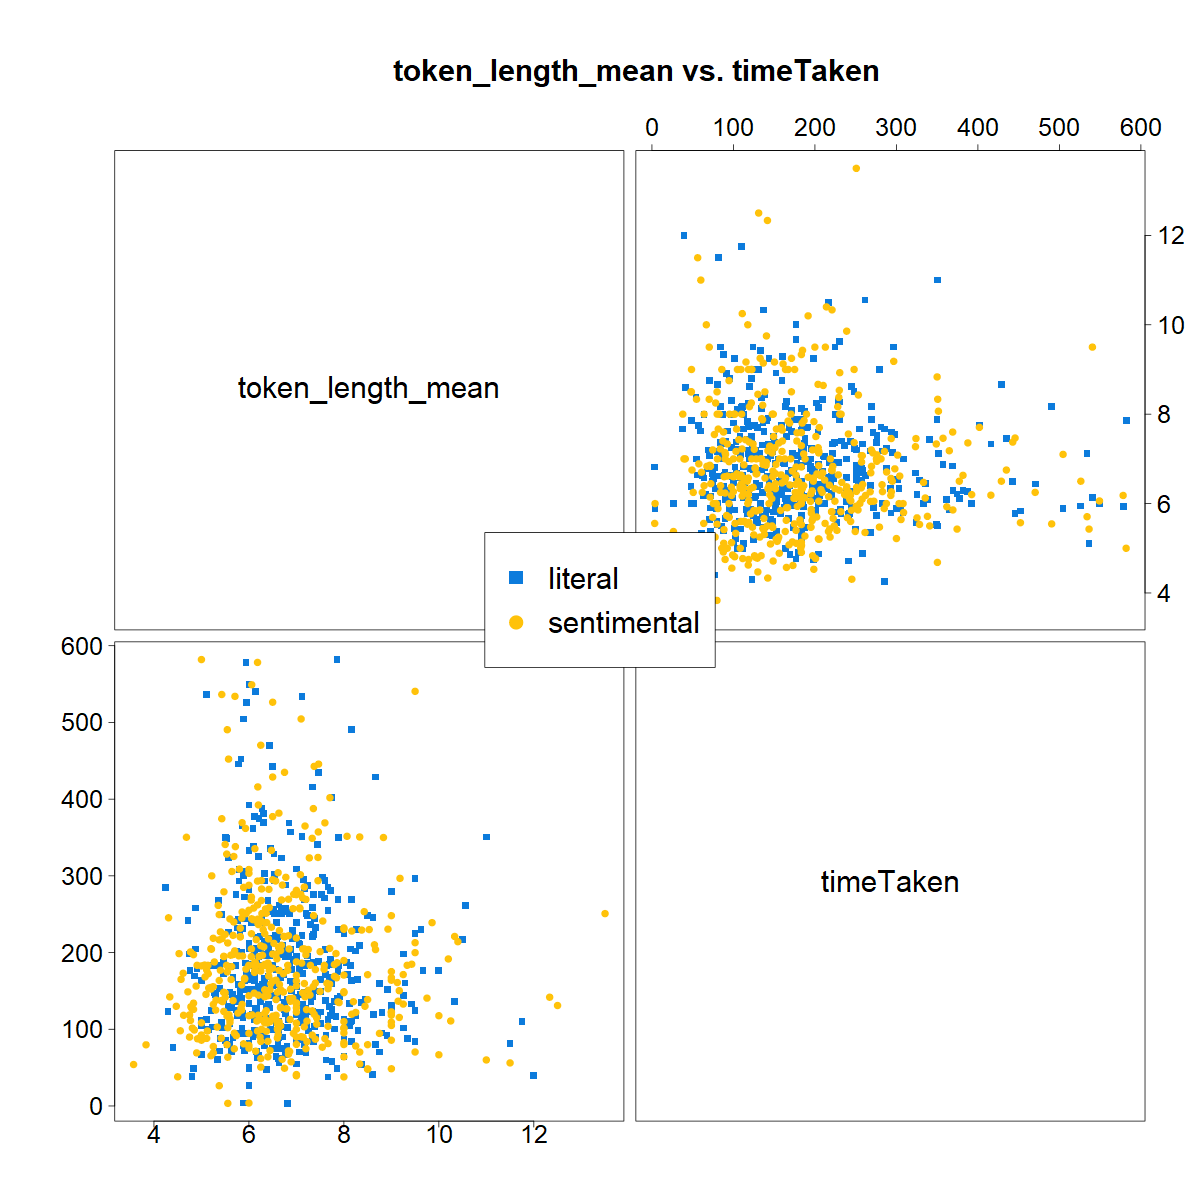 token_length_mean vs. timeTaken
0 100 200 300 400 500 600
token_length_mean
12
10
8
6
4
literal
sentimental
600
500
400
300
200
100
0
timeTaken
4 6 8 10 12